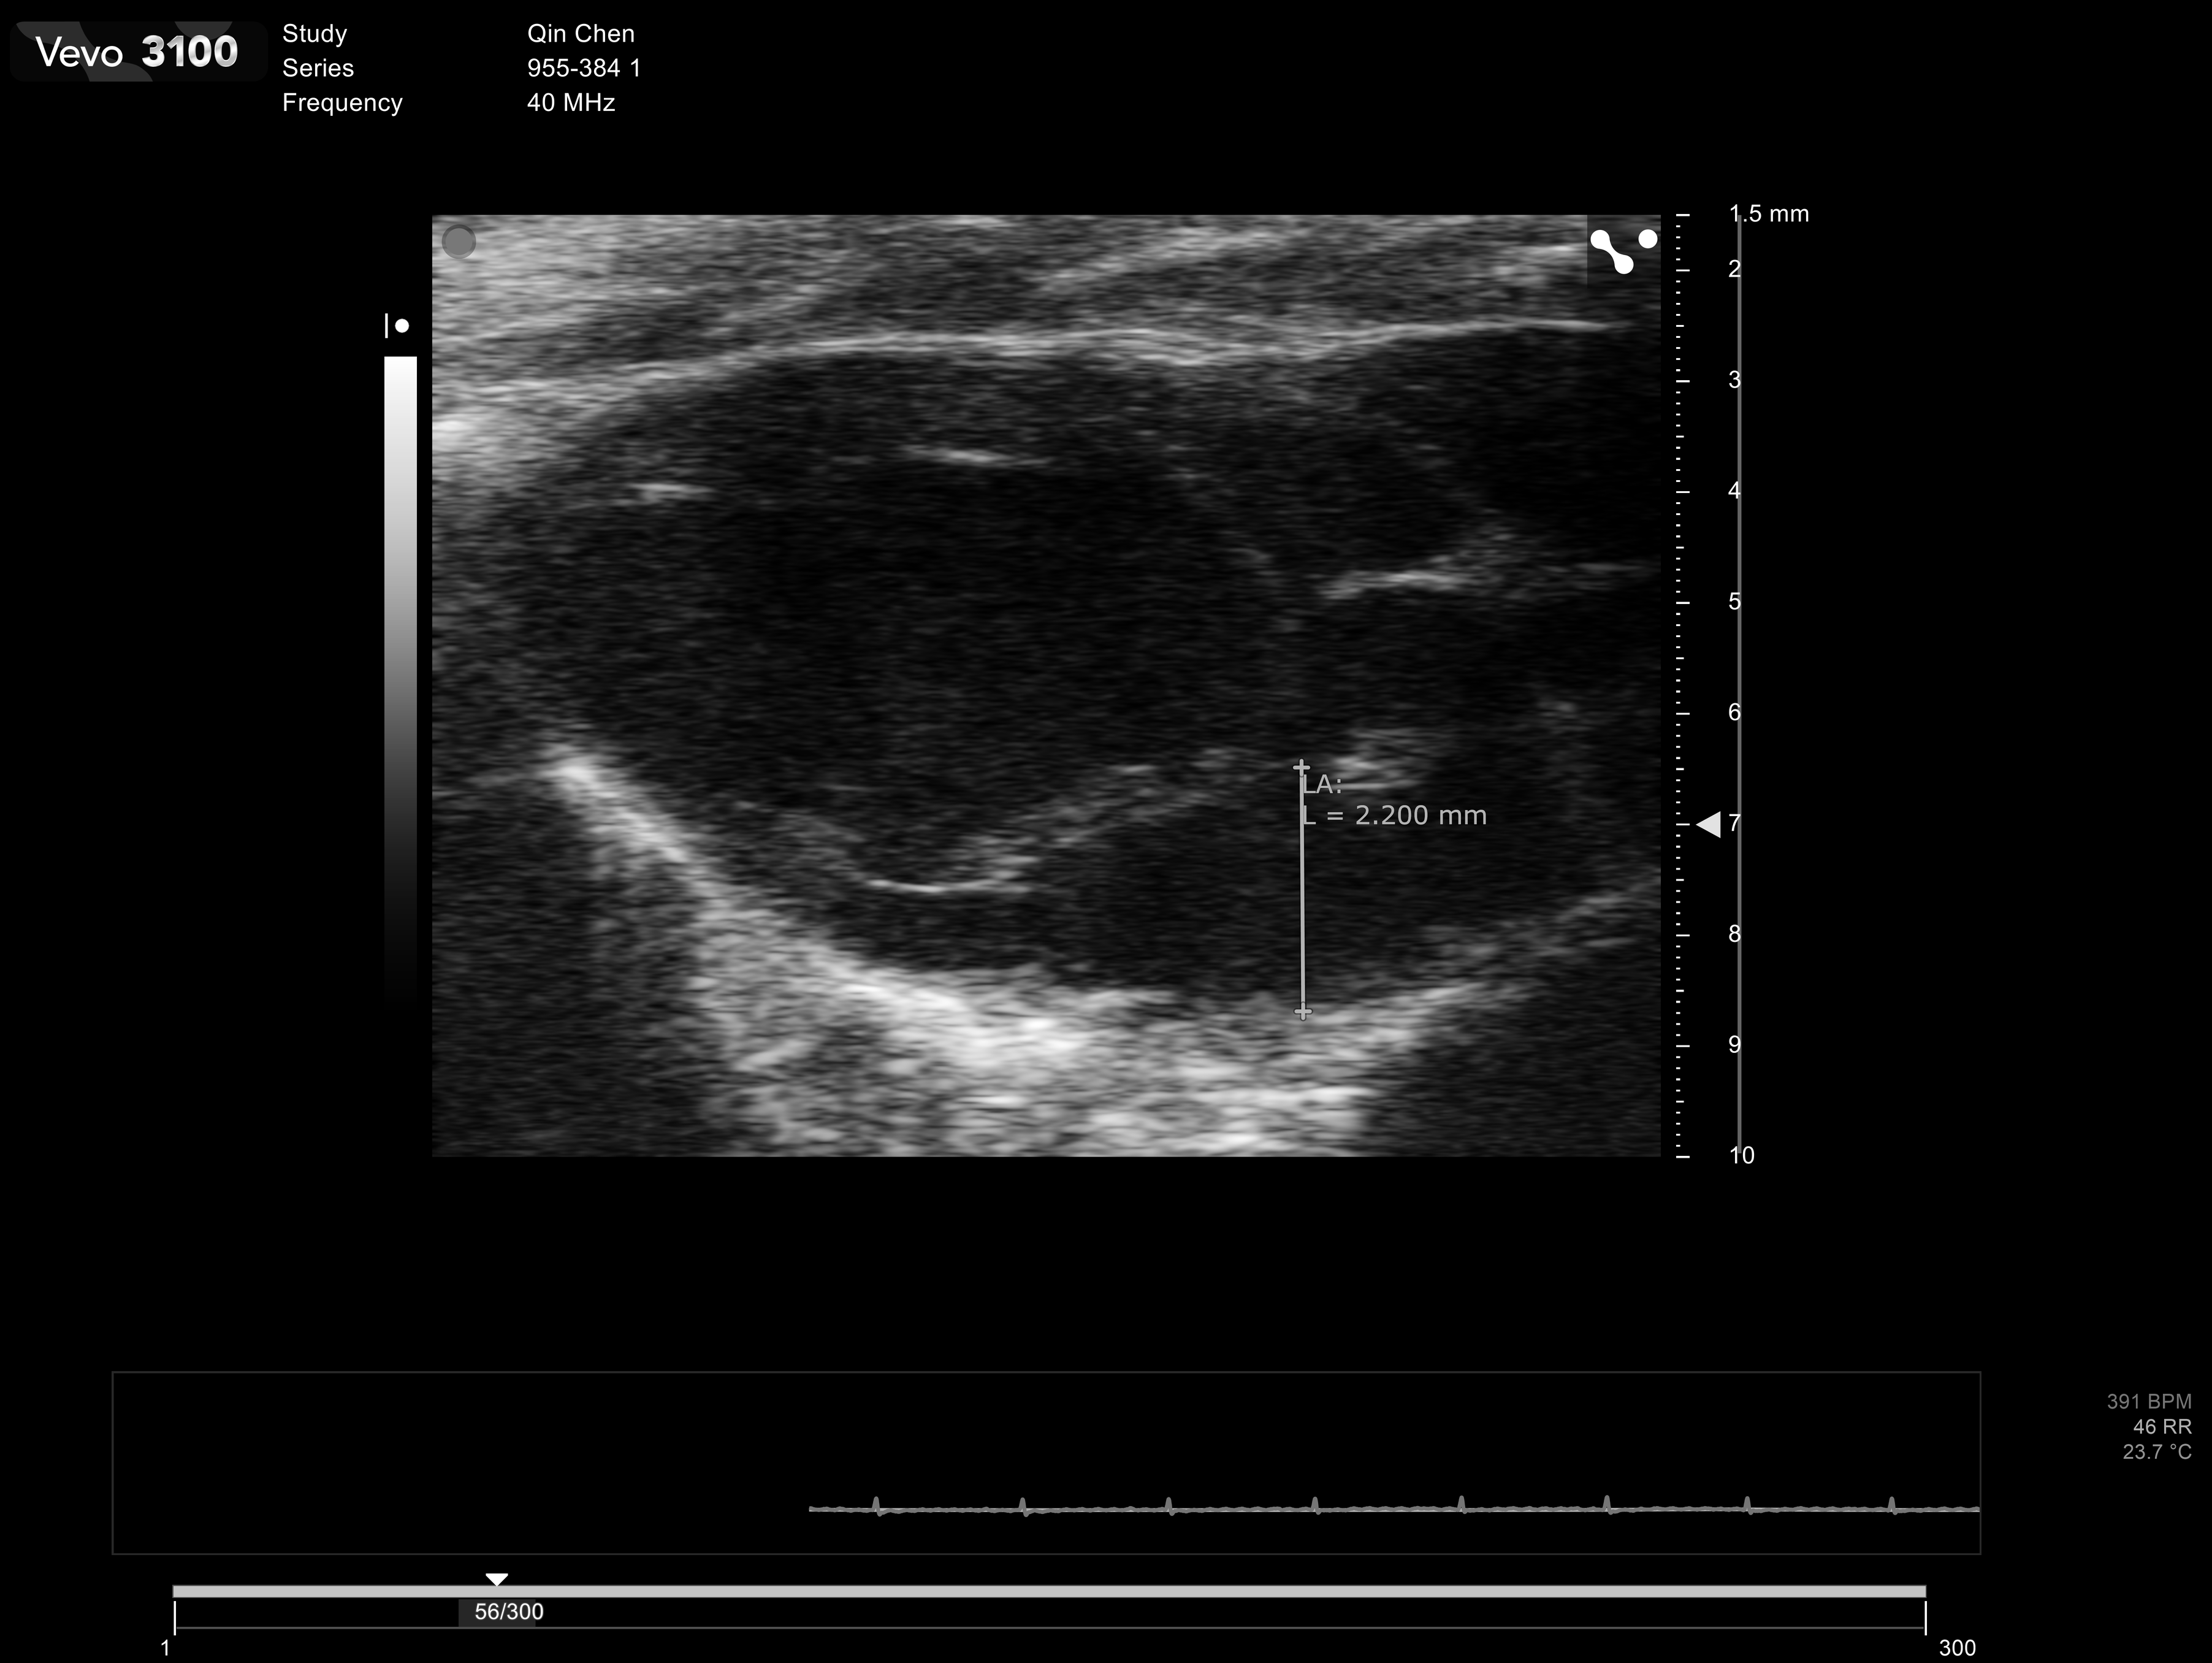 Vevo 3100
Study Qin Chen
Series 955-384 1
Frequency 40 MHz
1.5 mm
2
3
4
5
6
LA:
L = 2.200 mm
7
8
9
10
391 BPM
46 RR
23.7 °C
56/300
1
300